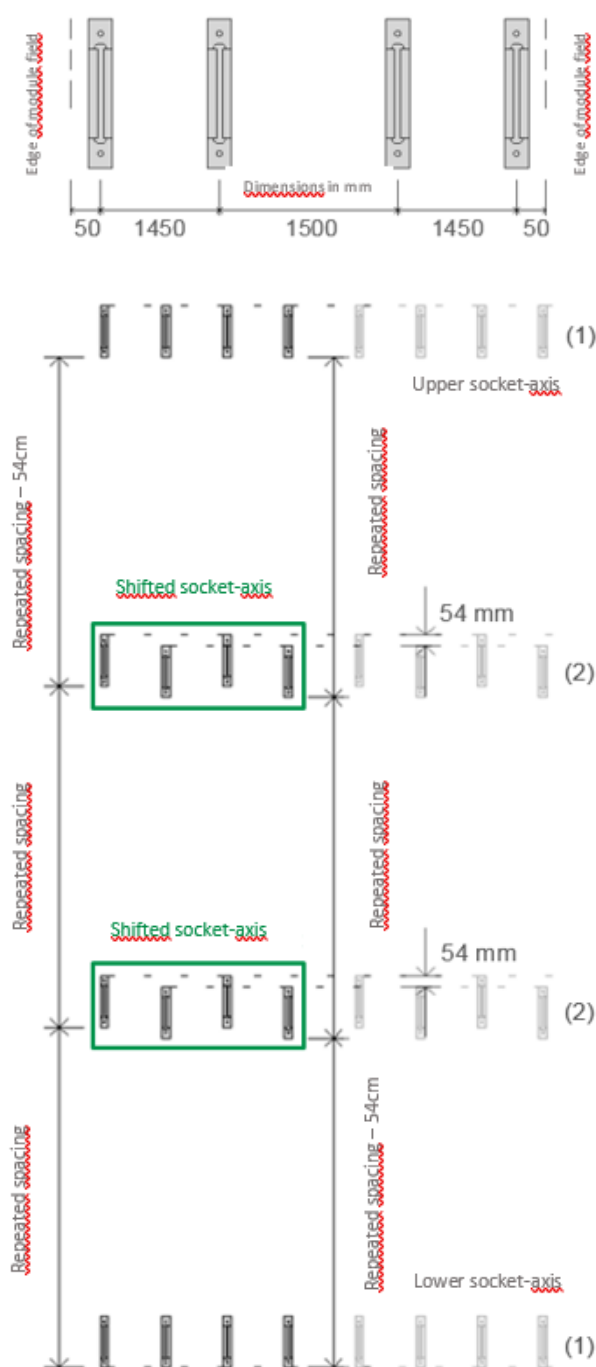 Edge of module field
Edge of module field
Dimensions in mm
50
1450
1500
1450
50
(1)
Upper socket-axis
Repeated spacing – 54cm
Repeated spacing
Shifted socket-axis
54 mm
(2)
Repeated spacing
Repeated spacing
Shifted socket-axis
54 mm
(2)
Repeated spacing
Repeated spacing – 54cm
Lower socket-axis
(1)